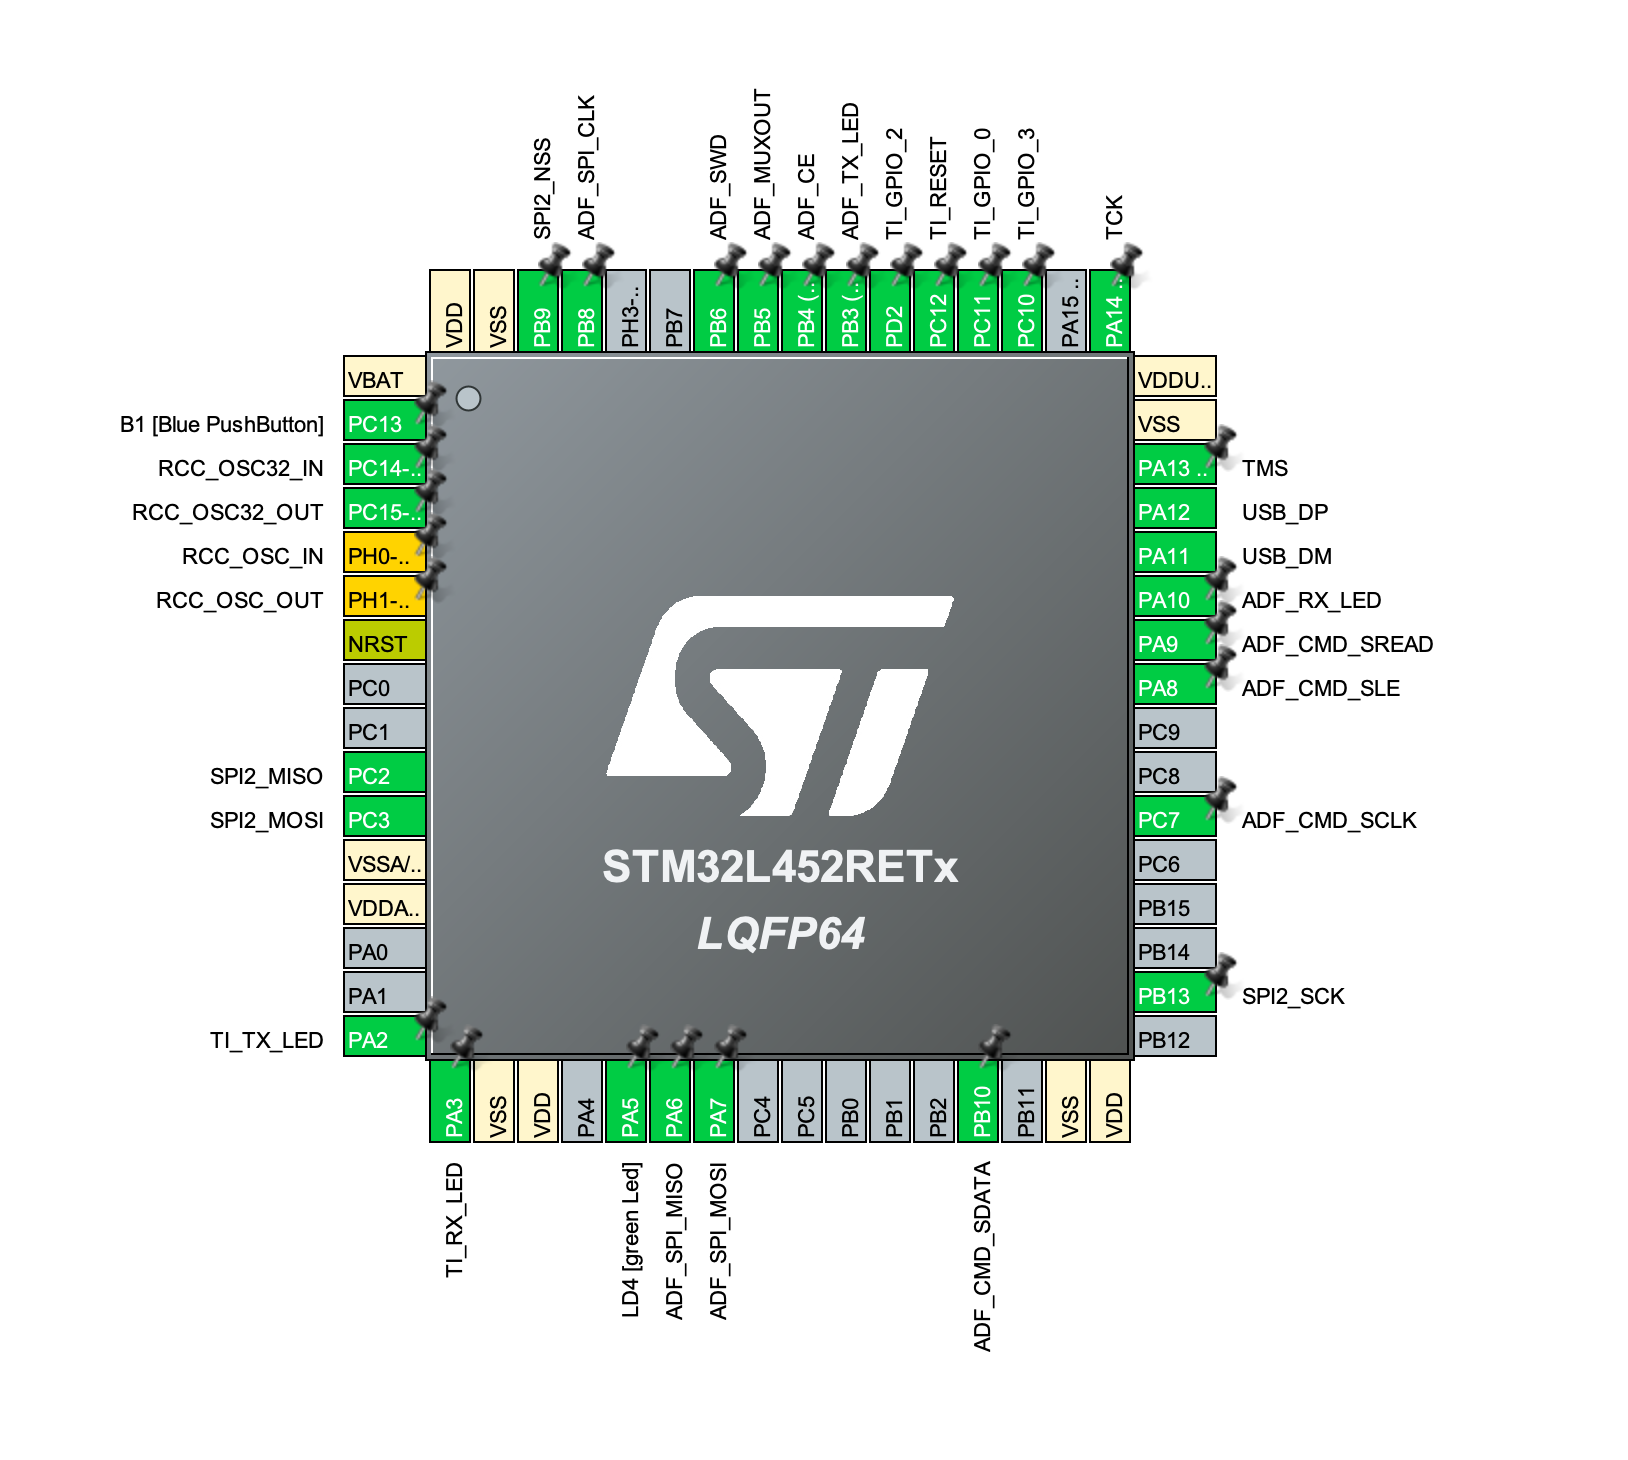 SPI2_NSS
ADF_SPI_CLK
ADF_SWD
ADF_MUXOUT
ADF_CE
ADF_TX_LED
TI_GPIO_2
TI_RESET
TI_GPIO_0
TI_GPIO_3
TCK
VDD
VSS
PB9
PB8
PH3-..
PB7
PB6
PB5
PB4 (..
PB3 (..
PD2
PC12
PC11
PC10
PA15 ..
PA14 ..
VBAT
B1 [Blue PushButton] PC13
RCC_OSC32_IN PC14-..
RCC_OSC32_OUT PC15-..
RCC_OSC_IN PH0-..
RCC_OSC_OUT PH1-..
NRST
PC0
PC1
SPI2_MISO PC2
SPI2_MOSI PC3
VSSA/..
VDDA..
PA0
PA1
TI_TX_LED PA2
ST
STM32L452RETx
LQFP64
VDDU..
VSS
PA13 .. TMS
PA12 USB_DP
PA11 USB_DM
PA10 ADF_RX_LED
PA9 ADF_CMD_SREAD
PA8 ADF_CMD_SLE
PC9
PC8
PC7 ADF_CMD_SCLK
PC6
PB15
PB14
PB13 SPI2_SCK
PB12
PA3
VSS
VDD
PA4
PA5
PA6
PA7
PC4
PC5
PB0
PB1
PB2
PB10
PB11
VSS
VDD
TI_RX_LED
LD4 [green Led]
ADF_SPI_MISO
ADF_SPI_MOSI
ADF_CMD_SDATA